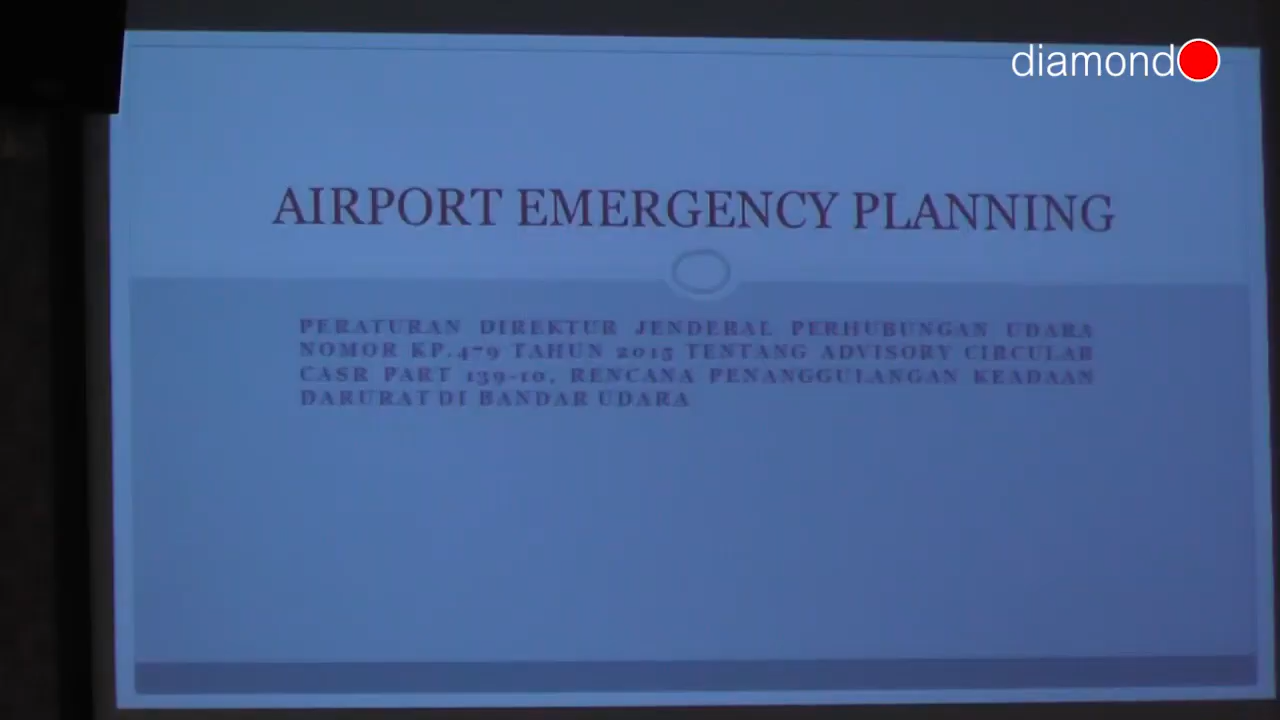 diamond
AIRPORT EMERGENCY PLANNING
PERATURAN DIREKTUR JENDERAL PERHUBUNGAN UDARA
NOMOR KP.479 TAHUN 2015 TENTANG ADVISORY CIRCULAR
CASR PART 139-10, RENCANA PENANGGULANGAN KEADAAN
DARURAT DI BANDAR UDARA